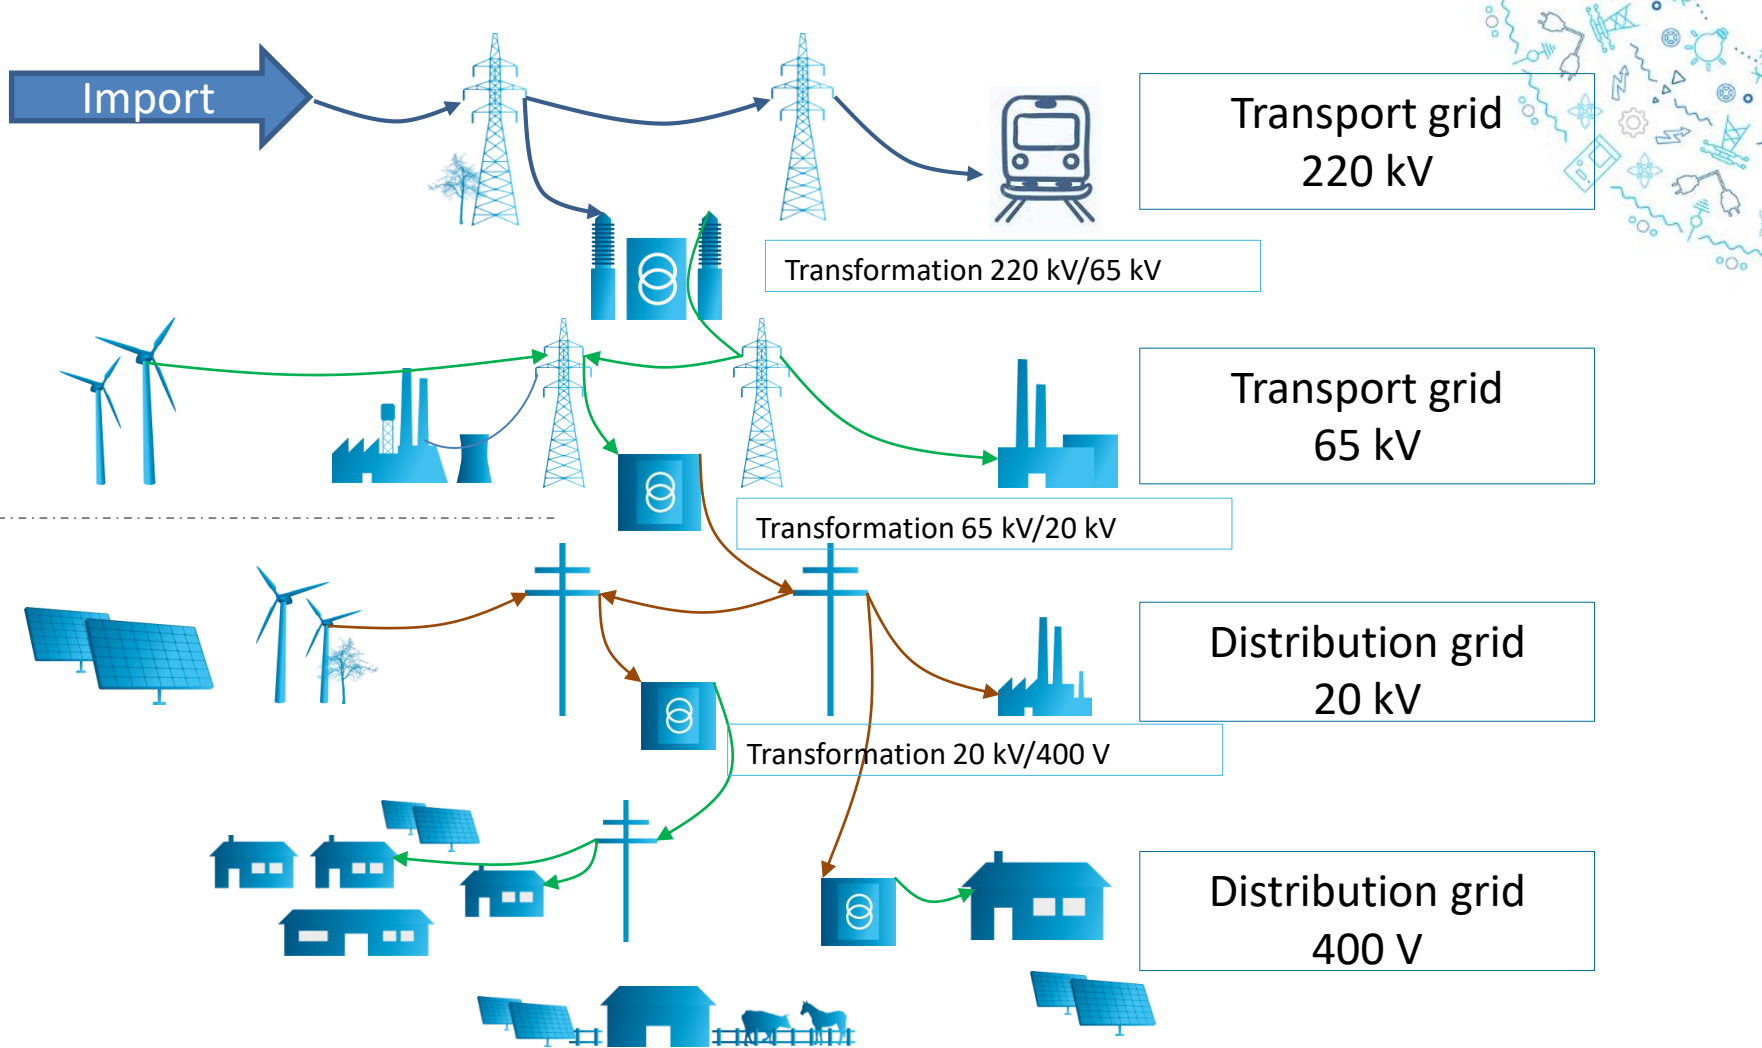 Import
Transport grid
220 kV
Transformation 220 kV/65 kV
Transport grid
65 kV
Transformation 65 kV/20 kV
Distribution grid
20 kV
Transformation 20 kV/400 V
Distribution grid
400 V